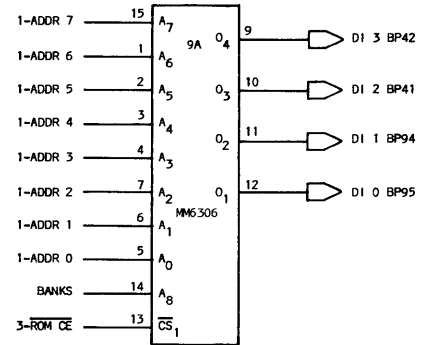 1-ADDR 7 15 A7
9A O4 9 DI 3 BP42
1-ADDR 6 1 A6
1-ADDR 5 2 A5
O3 10 DI 2 BP41
1-ADDR 4 3 A4
O2 11 DI 1 BP94
1-ADDR 3 4 A3
1-ADDR 2 7 A2
O1 12 DI 0 BP95
MM6306
1-ADDR 1 6 A1
1-ADDR 0 5 A0
BANKS 14 A8
3-R̅O̅M̅ ̅C̅E̅ 13 C̅S̅1